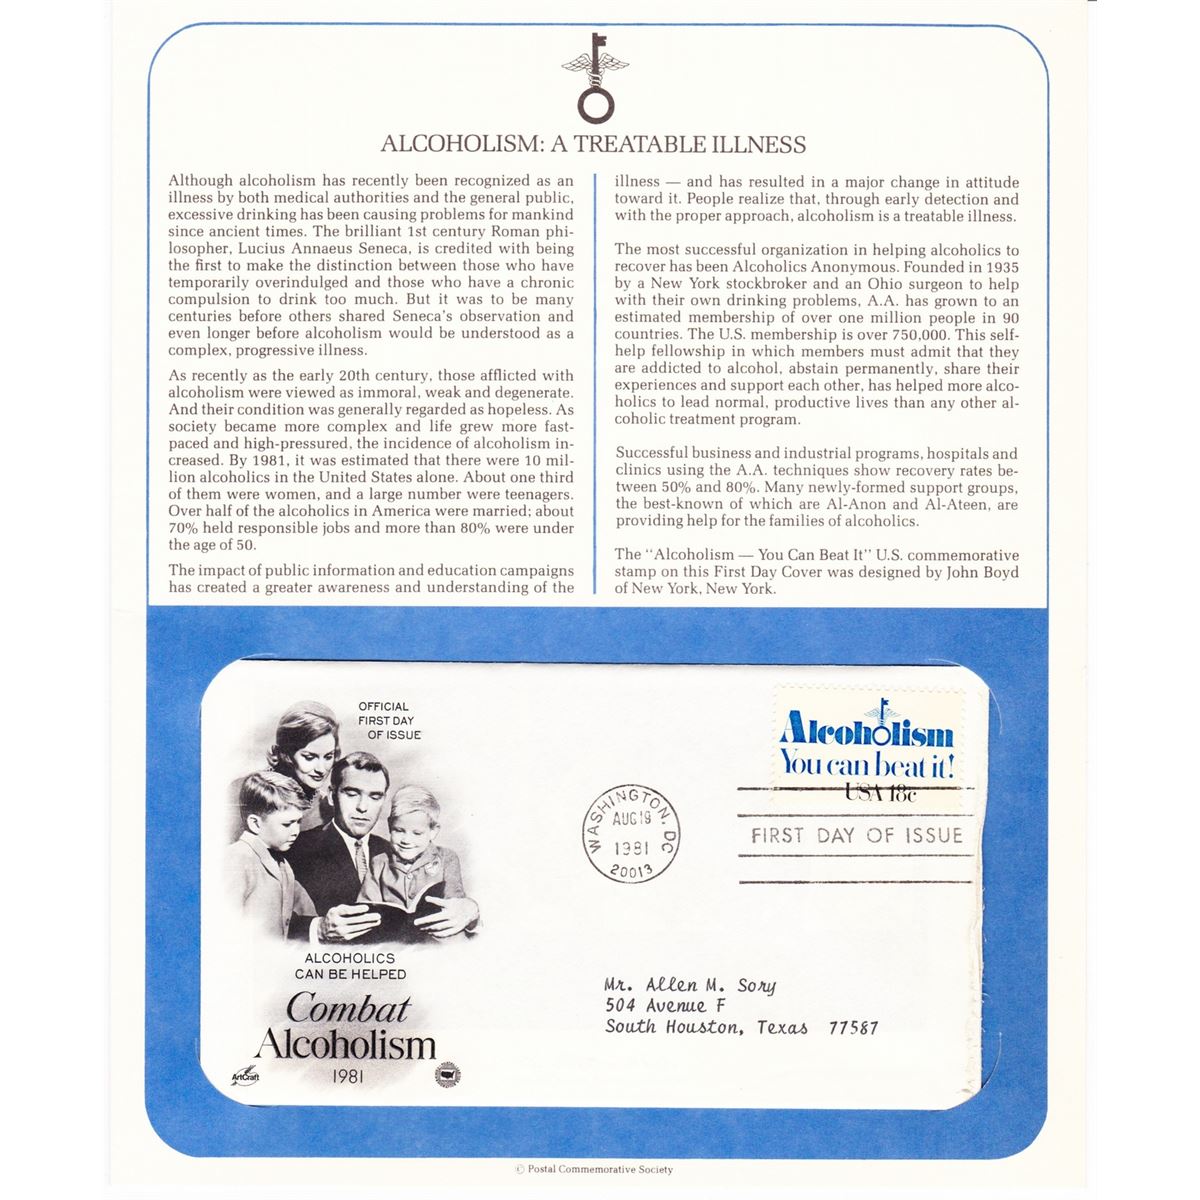 ALCOHOLISM: A TREATABLE ILLNESS
Although alcoholism has recently been recognized as an
illness by both medical authorities and the general public,
excessive drinking has been causing problems for mankind
since ancient times. The brilliant 1st century Roman phi-
losopher, Lucius Annaeus Seneca, is credited with being
the first to make the distinction between those who have
temporarily overindulged and those who have a chronic
compulsion to drink too much. But it was to be many
centuries before others shared Seneca's observation and
even longer before alcoholism would be understood as a
complex, progressive illness.
As recently as the early 20th century, those afflicted with
alcoholism were viewed as immoral, weak and degenerate.
And their condition was generally regarded as hopeless. As
society became more complex and life grew more fast-
paced and high-pressured, the incidence of alcoholism in-
creased. By 1981, it was estimated that there were 10 mil-
lion alcoholics in the United States alone. About one third
of them were women, and a large number were teenagers.
Over half of the alcoholics in America were married; about
70% held responsible jobs and more than 80% were under
the age of 50.
The impact of public information and education campaigns
has created a greater awareness and understanding of the
illness — and has resulted in a major change in attitude
toward it. People realize that, through early detection and
with the proper approach, alcoholism is a treatable illness.
The most successful organization in helping alcoholics to
recover has been Alcoholics Anonymous. Founded in 1935
by a New York stockbroker and an Ohio surgeon to help
with their own drinking problems, A.A. has grown to an
estimated membership of over one million people in 90
countries. The U.S. membership is over 750,000. This self-
help fellowship in which members must admit that they
are addicted to alcohol, abstain permanently, share their
experiences and support each other, has helped more alco-
holics to lead normal, productive lives than any other al-
coholic treatment program.
Successful business and industrial programs, hospitals and
clinics using the A.A. techniques show recovery rates be-
tween 50% and 80%. Many newly-formed support groups,
the best-known of which are Al-Anon and Al-Ateen, are
providing help for the families of alcoholics.
The "Alcoholism — You Can Beat It" U.S. commemorative
stamp on this First Day Cover was designed by John Boyd
of New York, New York.
OFFICIAL
FIRST DAY
OF ISSUE
Alcoholism
You can beat it!
USA 18c
WASHINGTON, DC
AUG 19
1981
20013
FIRST DAY OF ISSUE
ALCOHOLICS
CAN BE HELPED
Combat
Alcoholism
1981
ArtCraft
Mr. Allen M. Sory
504 Avenue F
South Houston, Texas 77587
© Postal Commemorative Society